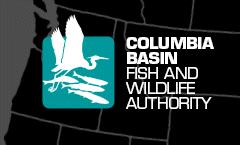 COLUMBIA
BASIN
FISH AND
WILDLIFE
AUTHORITY